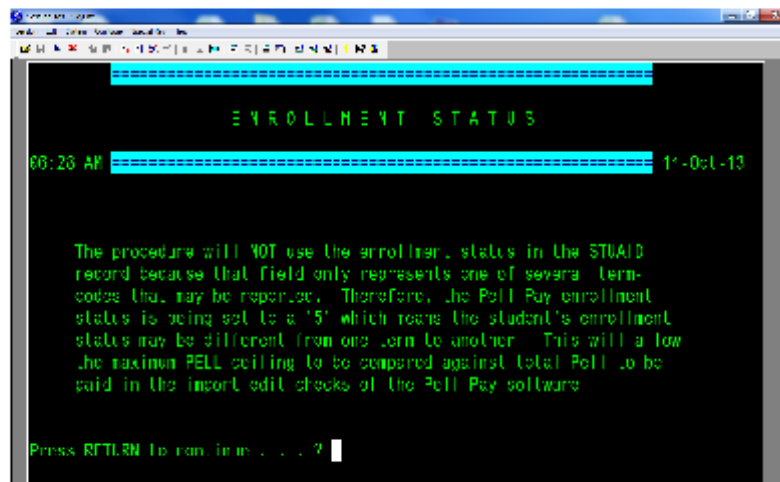 ENROLLMENT STATUS
06:28 AM 11-Oct-13
The procedure will NOT use the enrollment status in the STUAID
record because that field only represents one of several term-
codes that may be reported. Therefore, the Pell Pay enrollment
status is being set to a '5' which means the student's enrollment
status may be different from one term to another. This will allow
the maximum PELL ceiling to be compared against total Pell to be
paid in the import edit checks of the Pell Pay software
Press RETURN to continue . . . . ?